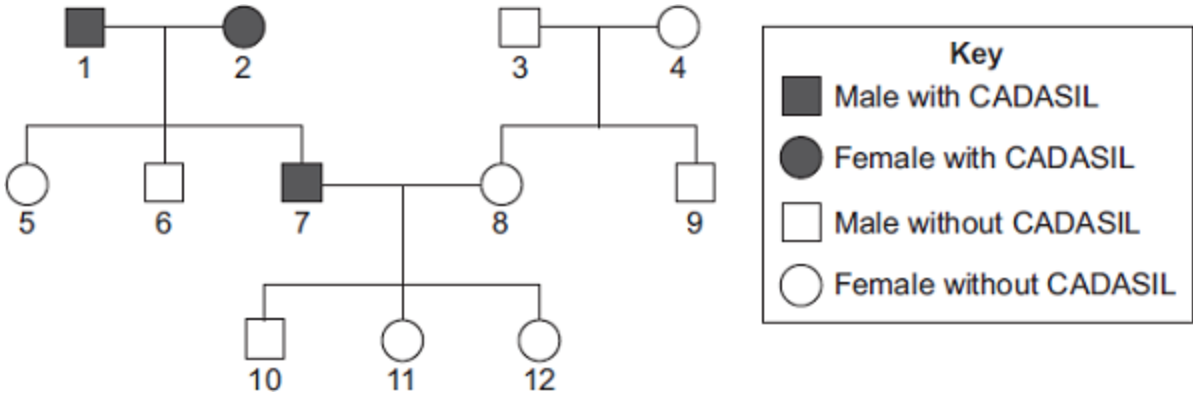 1
2
3
4
Key
Male with CADASIL
Female with CADASIL
Male without CADASIL
Female without CADASIL
5
6
7
8
9
10
11
12